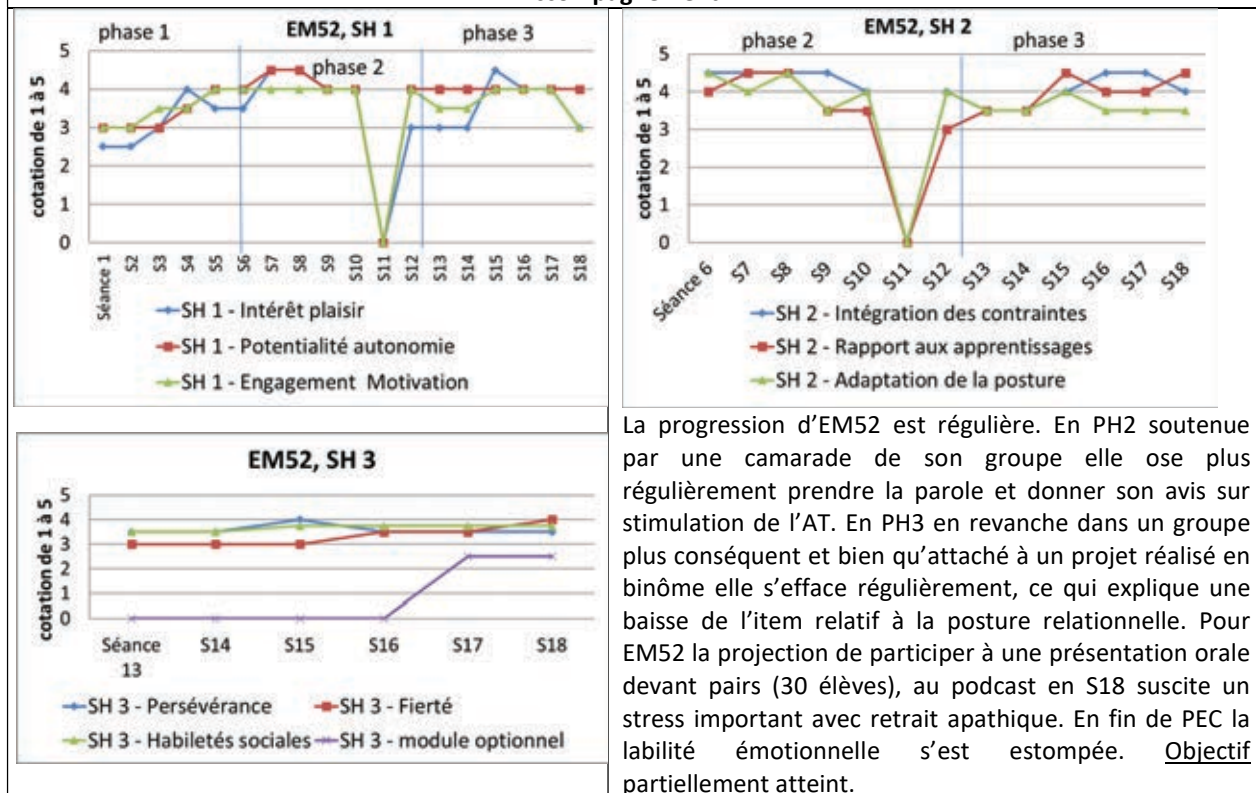 EM52, SH 1
phase 1
phase 2
phase 3
cotation de 1 à 5
5
4
3
2
1
0
Séance 1
S2
S3
S4
S5
S6
S7
S8
S9
S10
S11
S12
S13
S14
S15
S16
S17
S18
SH 1 - Intérêt plaisir
SH 1 - Potentialité autonomie
SH 1 - Engagement Motivation
EM52, SH 2
phase 2
phase 3
cotation de 1 à 5
5
4
3
2
1
0
Séance 6
S7
S8
S9
S10
S11
S12
S13
S14
S15
S16
S17
S18
SH 2 - Intégration des contraintes
SH 2 - Rapport aux apprentissages
SH 2 - Adaptation de la posture
EM52, SH 3
cotation de 1 à 5
5
4
3
2
1
0
Séance 13
S14
S15
S16
S17
S18
SH 3 - Persévérance
SH 3 - Fierté
SH 3 - Habiletés sociales
SH 3 - module optionnel
La progression d’EM52 est régulière. En PH2 soutenue
par une camarade de son groupe elle ose plus
régulièrement prendre la parole et donner son avis sur
stimulation de l’AT. En PH3 en revanche dans un groupe
plus conséquent et bien qu’attaché à un projet réalisé en
binôme elle s’efface régulièrement, ce qui explique une
baisse de l’item relatif à la posture relationnelle. Pour
EM52 la projection de participer à une présentation orale
devant pairs (30 élèves), au podcast en S18 suscite un
stress important avec retrait apathique. En fin de PEC la
labilité émotionnelle s’est estompée. Objectif
partiellement atteint.